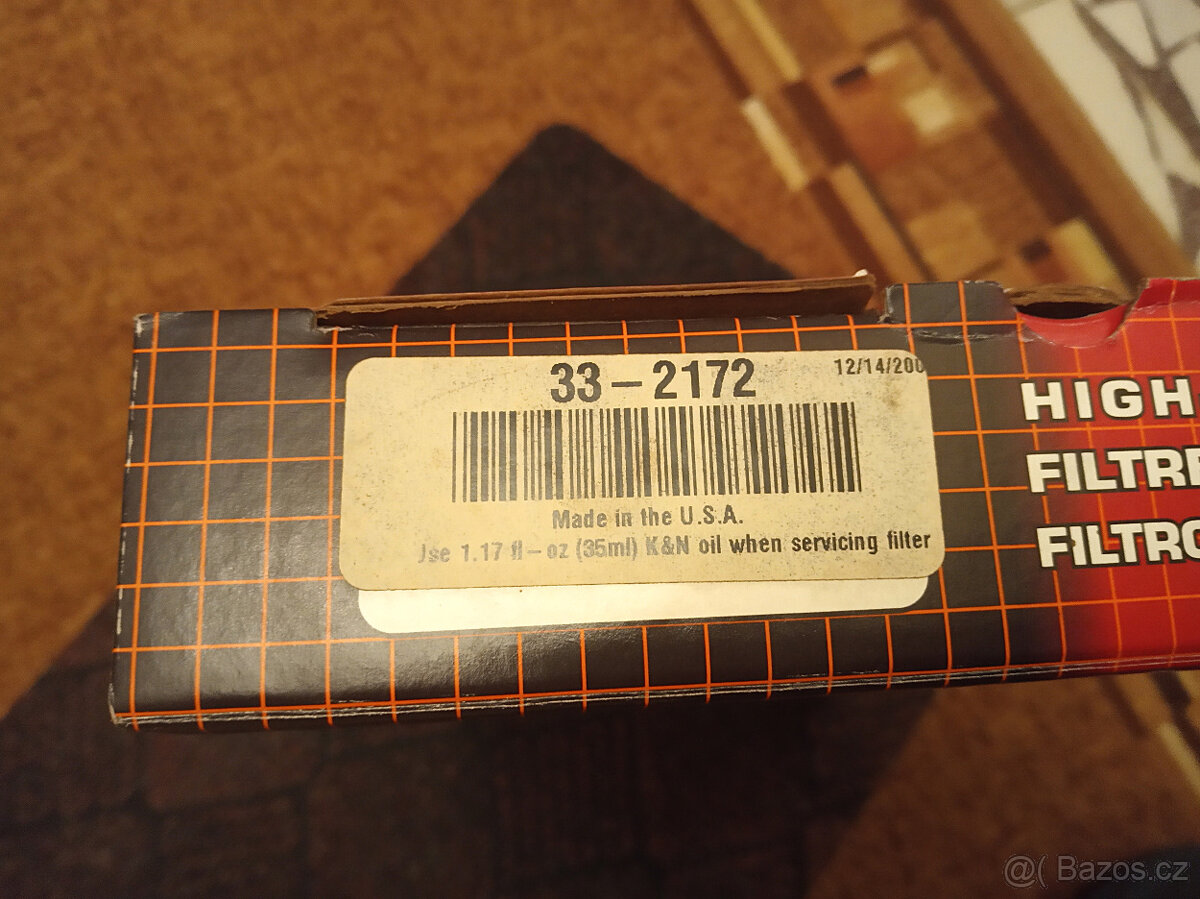 33-2172
12/14/200
Made in the U.S.A.
Use 1.17 fl-oz (35ml) K&N oil when servicing filter
HIGH
FILTRE
FILTRO
@( Bazos.cz